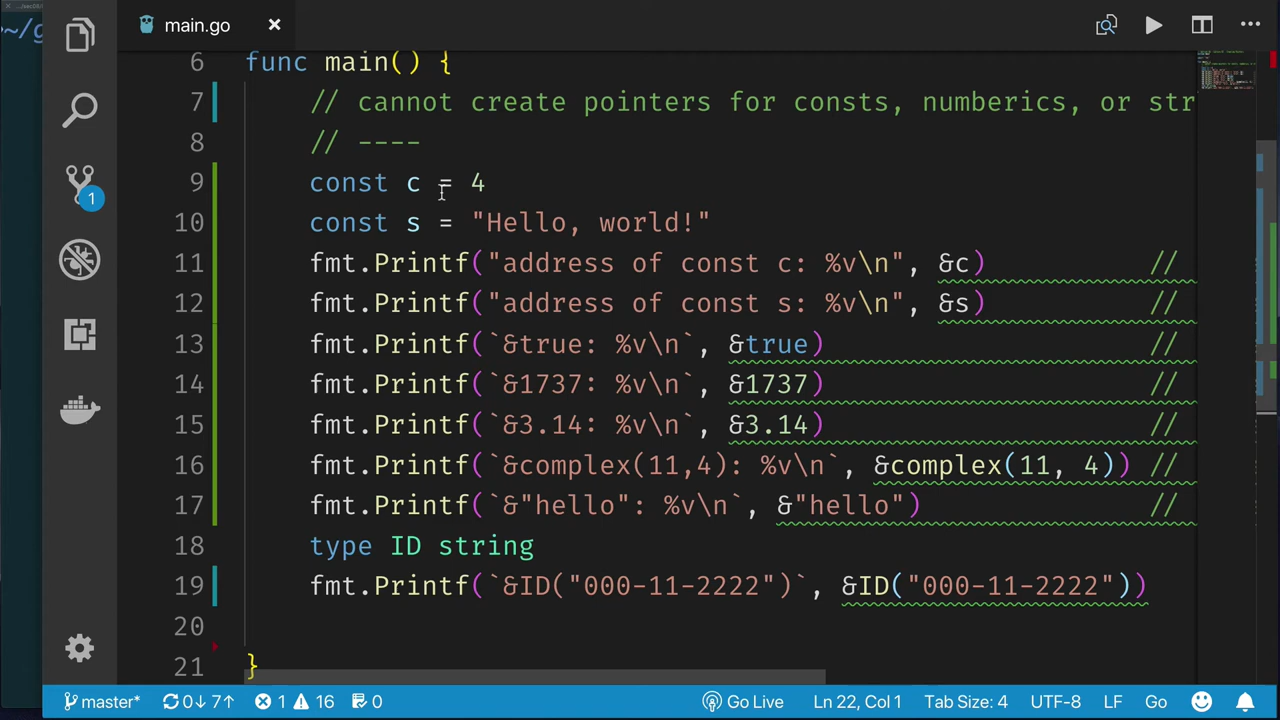 main.go
~/g
6 func main() {
7 // cannot create pointers for consts, numberics, or str
8 // ----
9 const c = 4
10 const s = "Hello, world!"
11 fmt.Printf("address of const c: %v\n", &c) //
12 fmt.Printf("address of const s: %v\n", &s) //
13 fmt.Printf(`&true: %v\n`, &true) //
14 fmt.Printf(`&1737: %v\n`, &1737) //
15 fmt.Printf(`&3.14: %v\n`, &3.14) //
16 fmt.Printf(`&complex(11,4): %v\n`, &complex(11, 4)) //
17 fmt.Printf(`&"hello": %v\n`, &"hello") //
18 type ID string
19 fmt.Printf(`&ID("000-11-2222")`, &ID("000-11-2222"))
20
21 }
1
master* 0↓ 7↑ 1 16 0 Go Live Ln 22, Col 1 Tab Size: 4 UTF-8 LF Go